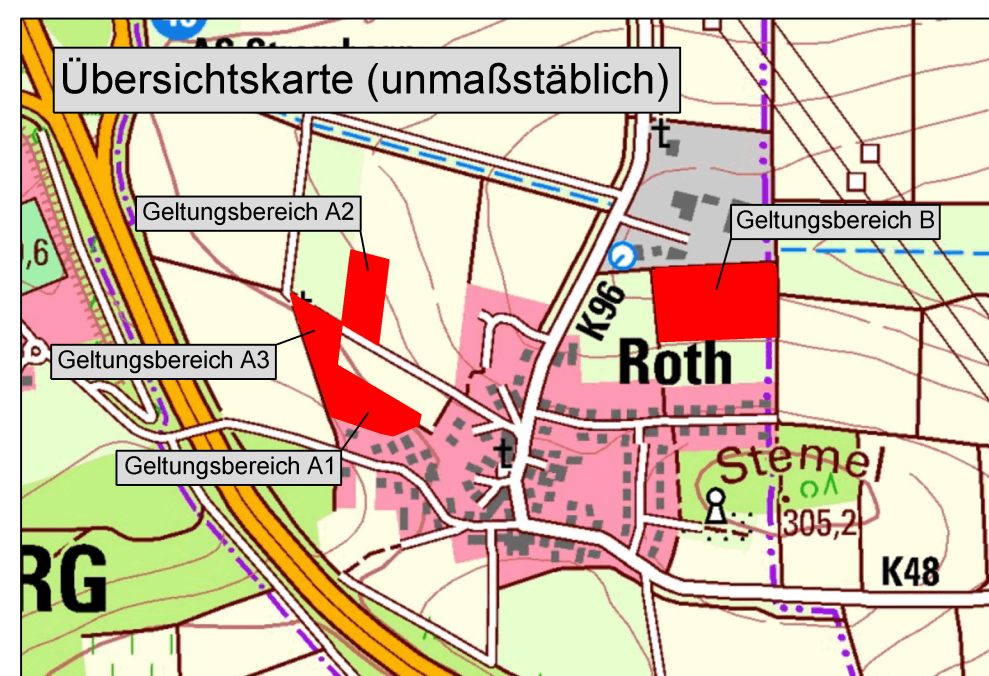 Übersichtskarte (unmaßstäblich)
Geltungsbereich A2
Geltungsbereich B
,6
K96
Geltungsbereich A3
Roth
Geltungsbereich A1
Stemel
305,2
K48
RG